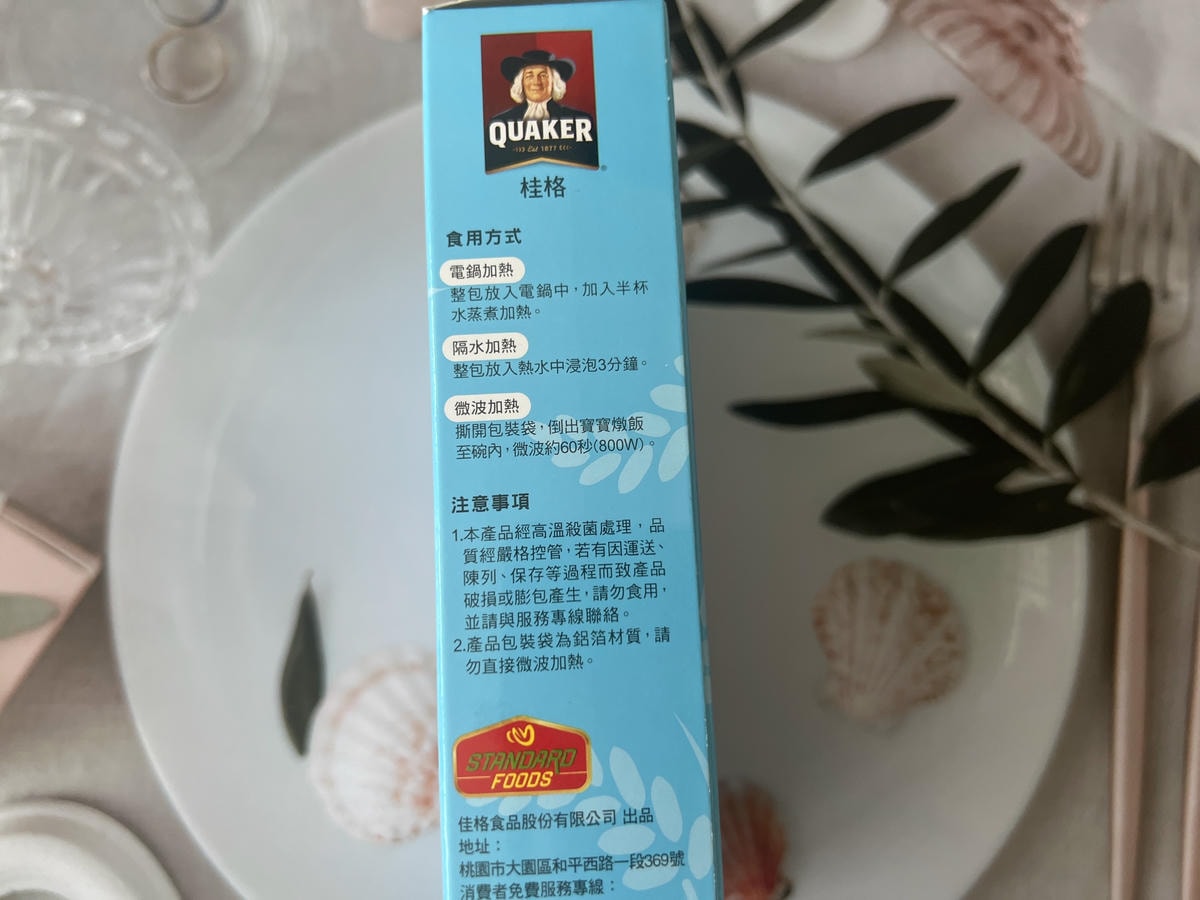 QUAKER
Est 1877
桂格
食用方式
電鍋加熱
整包放入電鍋中，加入半杯
水蒸煮加熱。
隔水加熱
整包放入熱水中浸泡3分鐘。
微波加熱
撕開包裝袋，倒出寶寶燉飯
至碗內，微波約60秒(800W)。
注意事項
1.本產品經高溫殺菌處理，品
質經嚴格控管，若有因運送、
陳列、保存等過程而致產品
破損或膨包產生，請勿食用，
並請與服務專線聯絡。
2.產品包裝袋為鋁箔材質，請
勿直接微波加熱。
STANDARD
FOODS
佳格食品股份有限公司 出品
地址：
桃園市大園區和平西路一段369號
消費者免費服務專線：